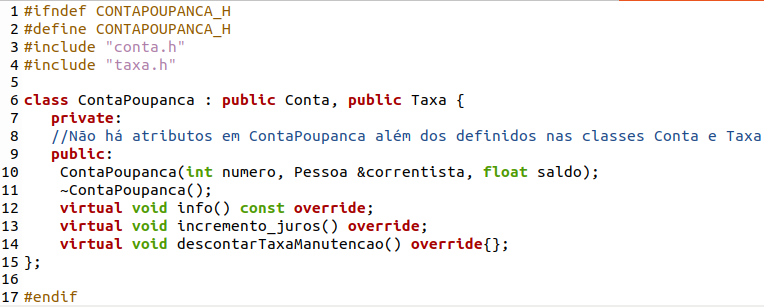 1 #ifndef CONTAPOUPANCA_H
2 #define CONTAPOUPANCA_H
3 #include "conta.h"
4 #include "taxa.h"
5
6 class ContaPoupanca : public Conta, public Taxa {
7    private:
8    //Não há atributos em ContaPoupanca além dos definidos nas classes Conta e Taxa
9    public:
10    ContaPoupanca(int numero, Pessoa &correntista, float saldo);
11    ~ContaPoupanca();
12    virtual void info() const override;
13    virtual void incremento_juros() override;
14    virtual void descontarTaxaManutencao() override{};
15 };
16
17 #endif